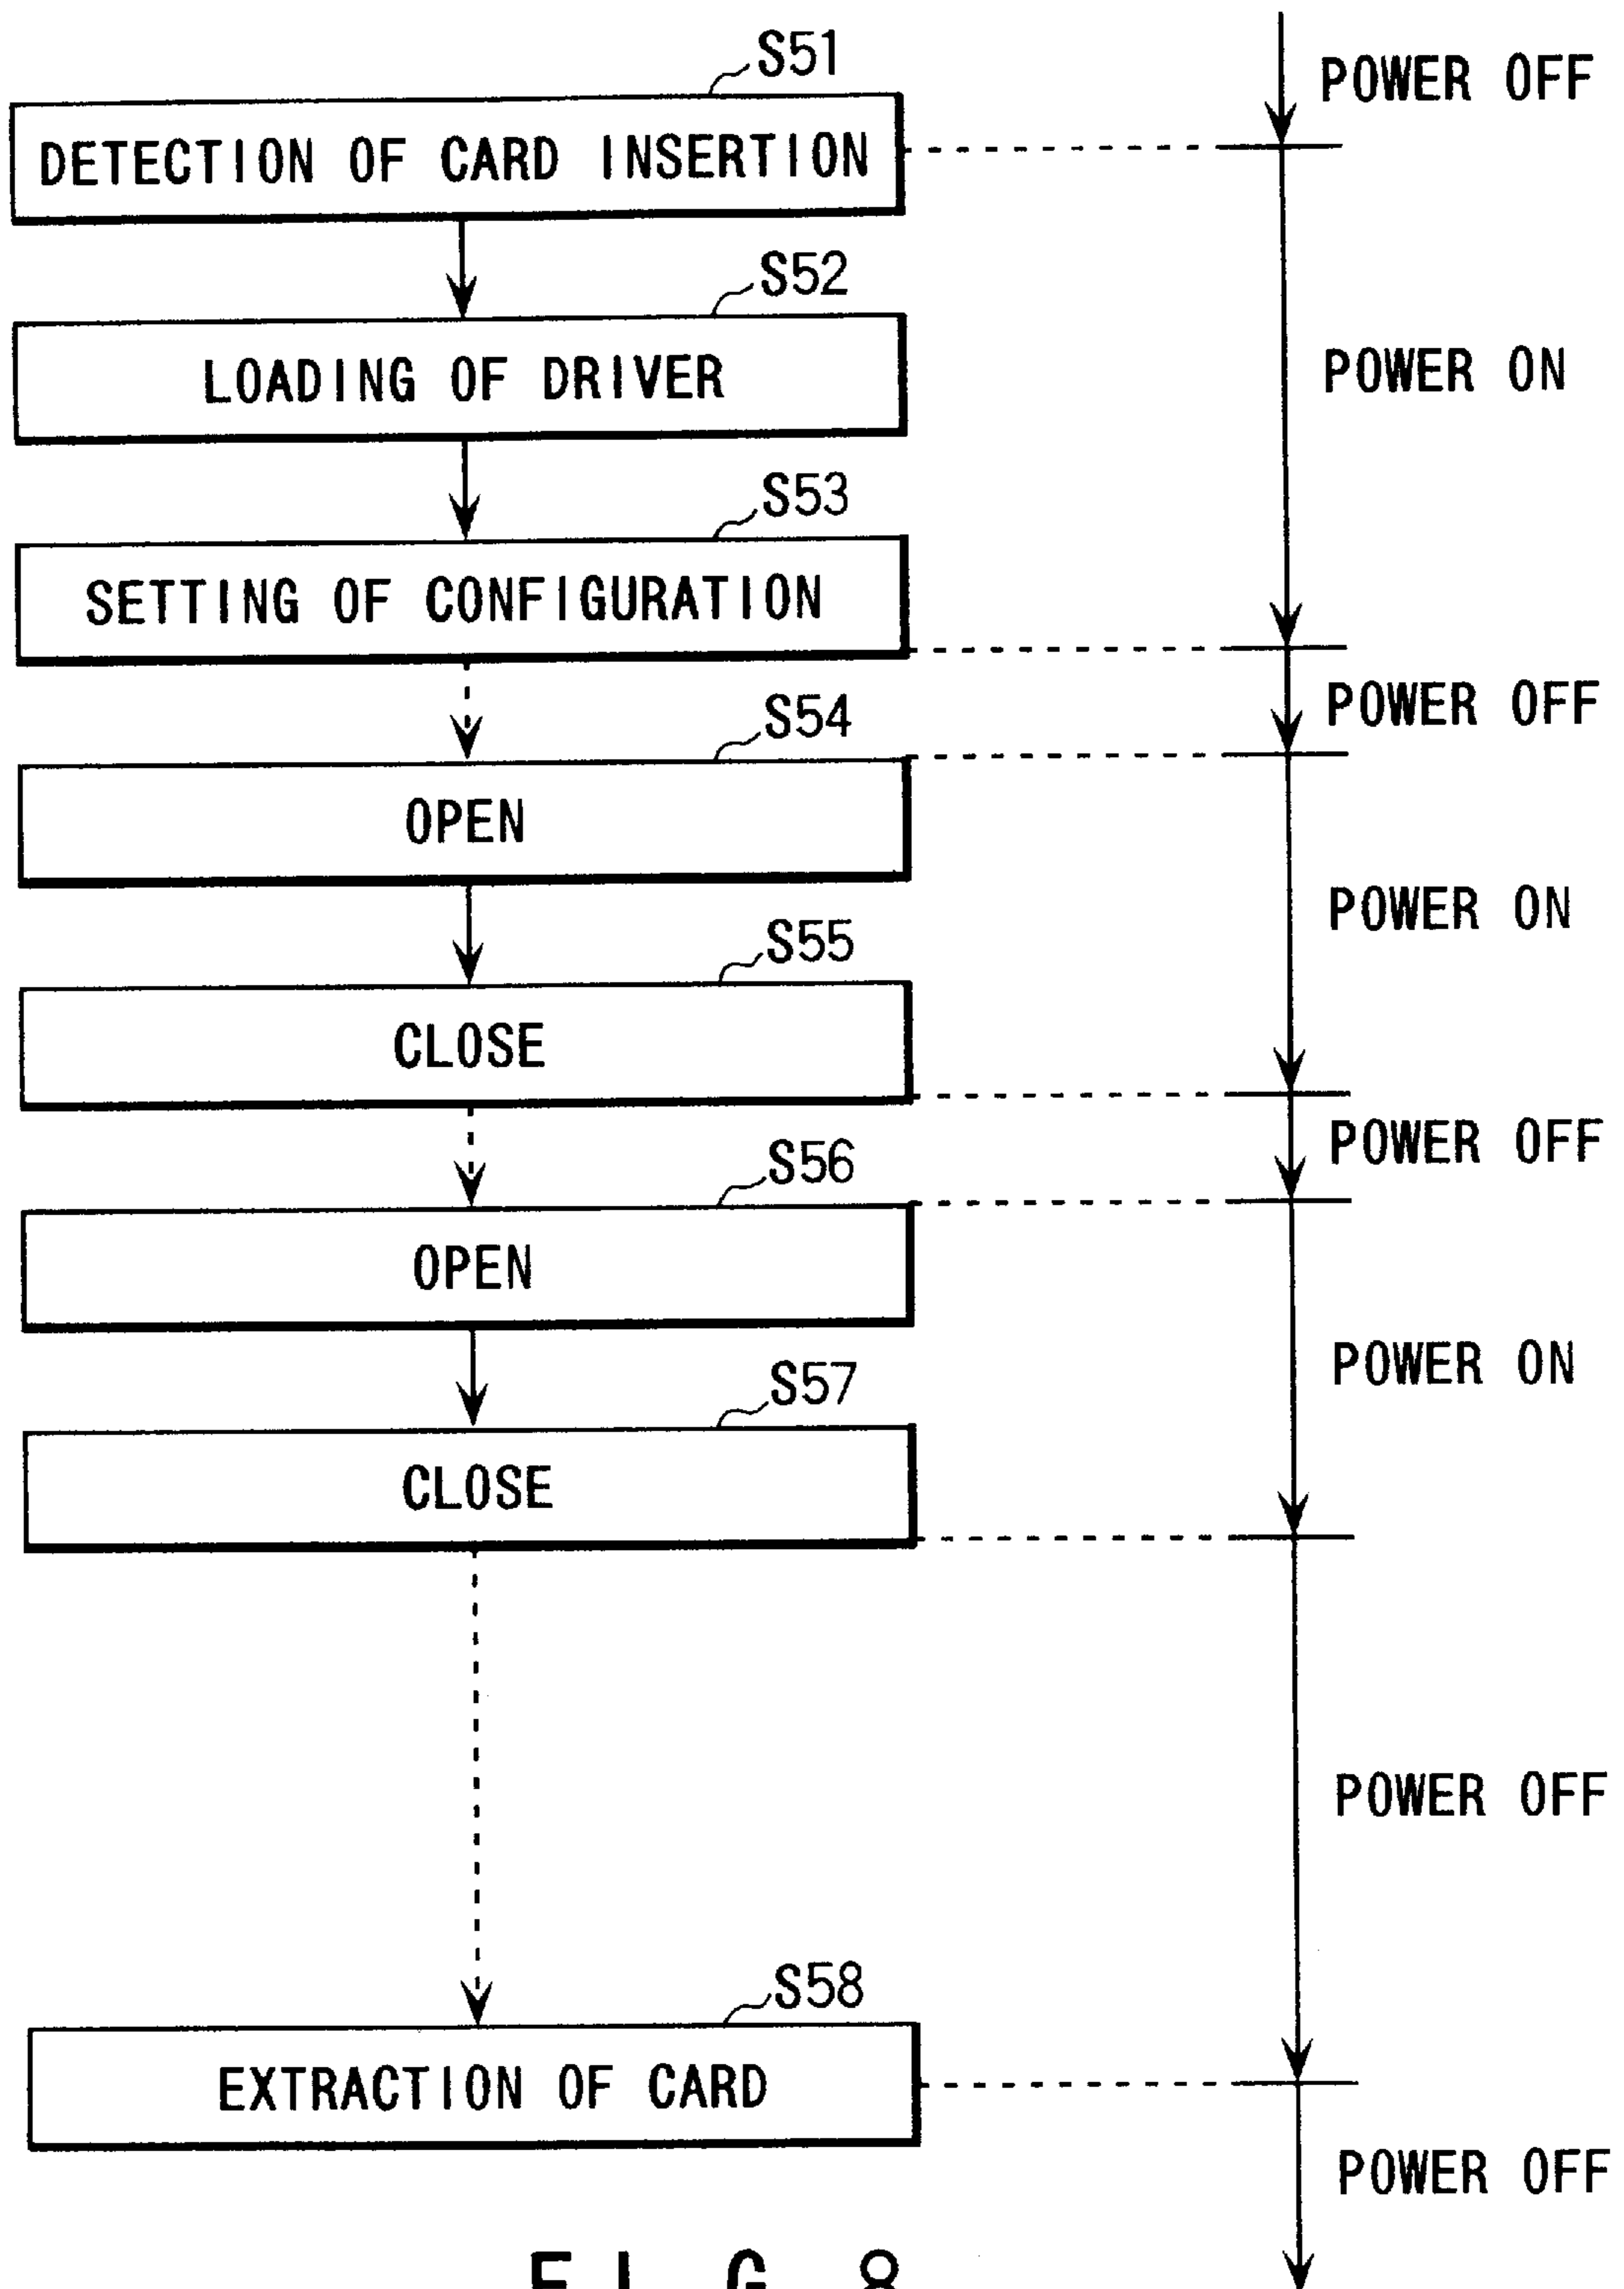 S51
POWER OFF
DETECTION OF CARD INSERTION
S52
LOADING OF DRIVER
POWER ON
S53
SETTING OF CONFIGURATION
S54
POWER OFF
OPEN
POWER ON
S55
CLOSE
S56
POWER OFF
OPEN
S57
POWER ON
CLOSE
POWER OFF
S58
EXTRACTION OF CARD
POWER OFF
FIG 8